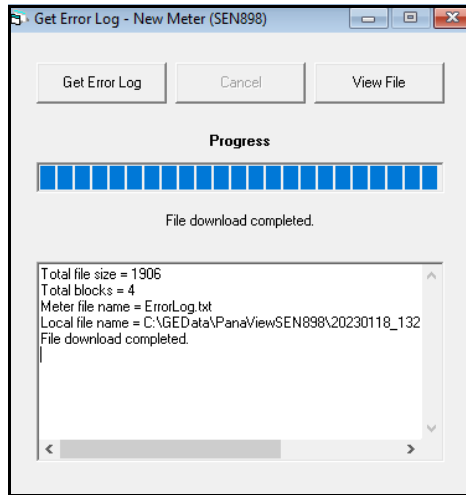 Get Error Log - New Meter (SEN898)
Get Error Log Cancel View File
Progress
File download completed.
Total file size = 1906
Total blocks = 4
Meter file name = ErrorLog.txt
Local file name = C:\GEData\PanaViewSEN898\20230118_132
File download completed.